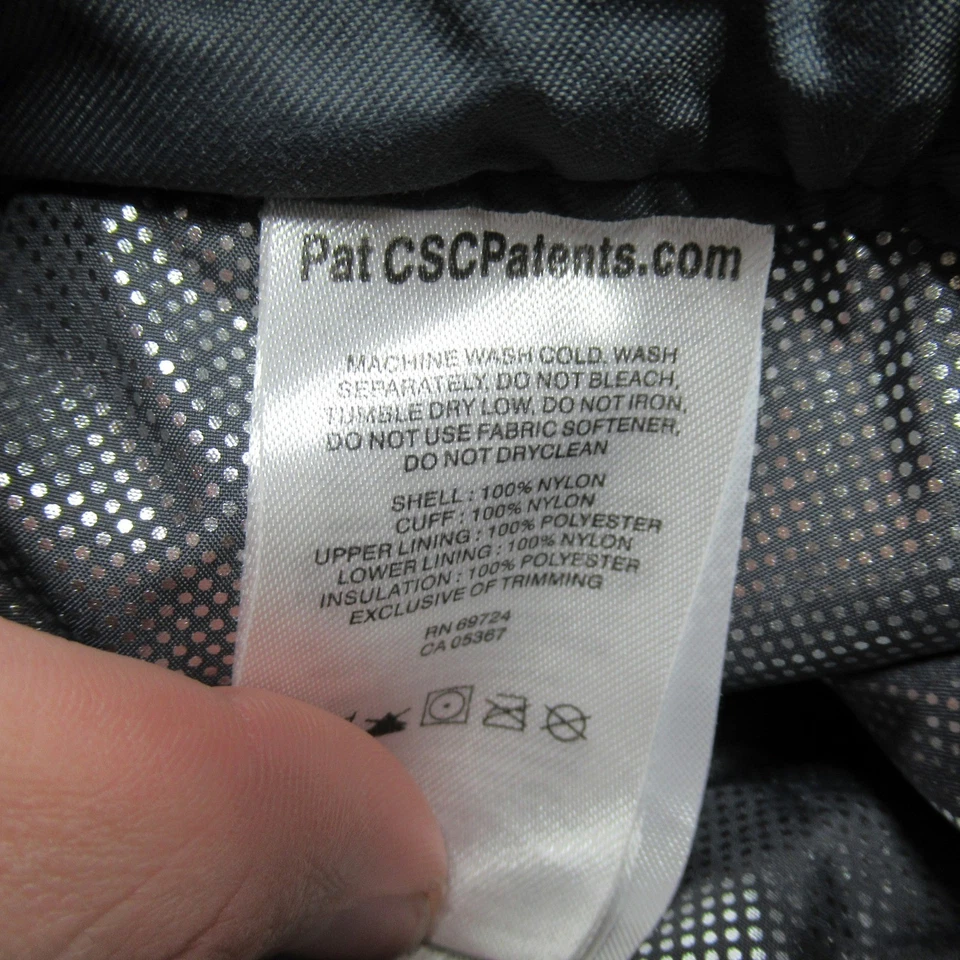 Pat CSCPatents.com
MACHINE WASH COLD. WASH
SEPARATELY, DO NOT BLEACH,
TUMBLE DRY LOW, DO NOT IRON,
DO NOT USE FABRIC SOFTENER,
DO NOT DRYCLEAN
SHELL : 100% NYLON
CUFF : 100% NYLON
UPPER LINING : 100% POLYESTER
LOWER LINING : 100% NYLON
INSULATION : 100% POLYESTER
EXCLUSIVE OF TRIMMING
RN 69724
CA 05367